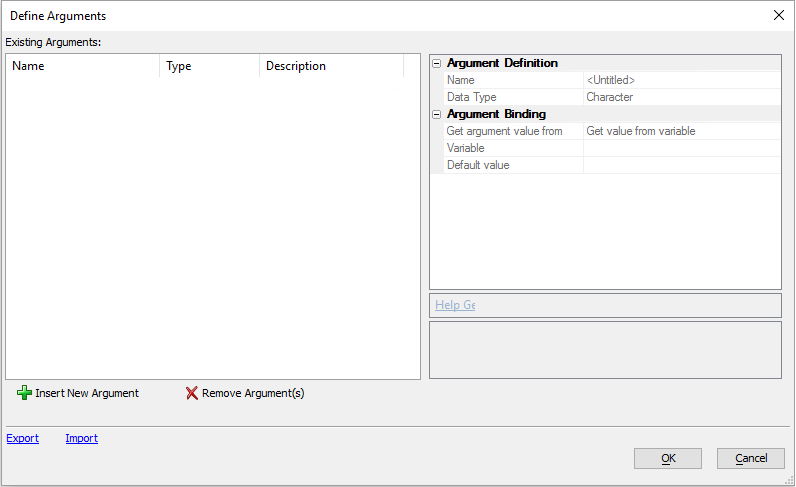 Define Arguments
Existing Arguments:
Name Type Description
Argument Definition
Name <Untitled>
Data Type Character
Argument Binding
Get argument value from Get value from variable
Variable
Default value
Help Ge
Insert New Argument Remove Argument(s)
Export Import
OK Cancel